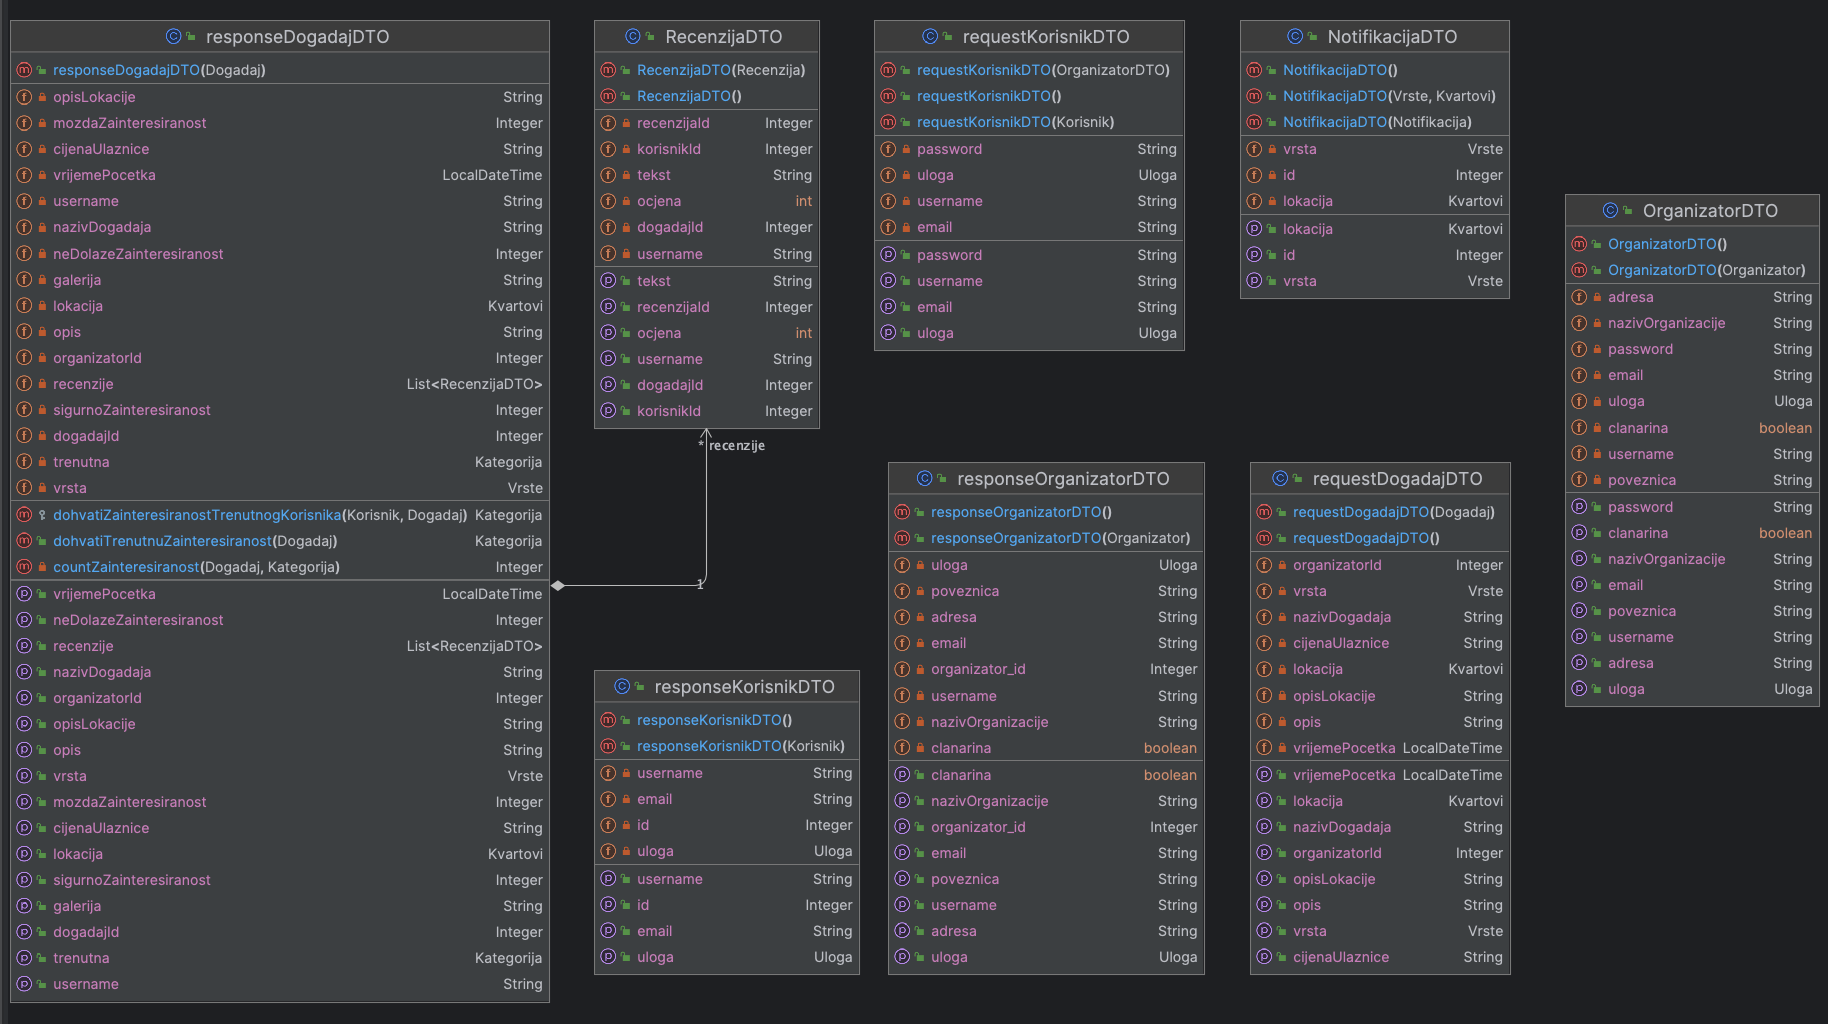 responseDogadajDTO
responseDogadajDTO(Dogadaj)
opisLokacije String
mozdaZainteresiranost Integer
cijenaUlaznice String
vrijemePocetka LocalDateTime
username String
nazivDogadaja String
neDolazeZainteresiranost Integer
galerija String
lokacija Kvartovi
opis String
organizatorId Integer
recenzije List<RecenzijaDTO>
sigurnoZainteresiranost Integer
dogadajId Integer
trenutna Kategorija
vrsta Vrste
dohvatiZainteresiranostTrenutnogKorisnika(Korisnik, Dogadaj) Kategorija
dohvatiTrenutnuZainteresiranost(Dogadaj) Kategorija
countZainteresiranost(Dogadaj, Kategorija) Integer
vrijemePocetka LocalDateTime
neDolazeZainteresiranost Integer
recenzije List<RecenzijaDTO>
nazivDogadaja String
organizatorId Integer
opisLokacije String
opis String
vrsta Vrste
mozdaZainteresiranost Integer
cijenaUlaznice String
lokacija Kvartovi
sigurnoZainteresiranost Integer
galerija String
dogadajId Integer
trenutna Kategorija
username String
RecenzijaDTO
RecenzijaDTO(Recenzija)
RecenzijaDTO()
recenzijaId Integer
korisnikId Integer
tekst String
ocjena int
dogadajId Integer
username String
tekst String
recenzijaId Integer
ocjena int
username String
dogadajId Integer
korisnikId Integer
* recenzije
1
responseKorisnikDTO
responseKorisnikDTO()
responseKorisnikDTO(Korisnik)
username String
email String
id Integer
uloga Uloga
username String
id Integer
email String
uloga Uloga
requestKorisnikDTO
requestKorisnikDTO(OrganizatorDTO)
requestKorisnikDTO()
requestKorisnikDTO(Korisnik)
password String
uloga Uloga
username String
email String
password String
username String
email String
uloga Uloga
responseOrganizatorDTO
responseOrganizatorDTO()
responseOrganizatorDTO(Organizator)
uloga Uloga
poveznica String
adresa String
email String
organizator_id Integer
username String
nazivOrganizacije String
clanarina boolean
clanarina boolean
nazivOrganizacije String
organizator_id Integer
email String
poveznica String
username String
adresa String
uloga Uloga
NotifikacijaDTO
NotifikacijaDTO()
NotifikacijaDTO(Vrste, Kvartovi)
NotifikacijaDTO(Notifikacija)
vrsta Vrste
id Integer
lokacija Kvartovi
lokacija Kvartovi
id Integer
vrsta Vrste
requestDogadajDTO
requestDogadajDTO(Dogadaj)
requestDogadajDTO()
organizatorId Integer
vrsta Vrste
nazivDogadaja String
cijenaUlaznice String
lokacija Kvartovi
opisLokacije String
opis String
vrijemePocetka LocalDateTime
vrijemePocetka LocalDateTime
lokacija Kvartovi
nazivDogadaja String
organizatorId Integer
opisLokacije String
opis String
vrsta Vrste
cijenaUlaznice String
OrganizatorDTO
OrganizatorDTO()
OrganizatorDTO(Organizator)
adresa String
nazivOrganizacije String
password String
email String
uloga Uloga
clanarina boolean
username String
poveznica String
password String
clanarina boolean
nazivOrganizacije String
email String
poveznica String
username String
adresa String
uloga Uloga